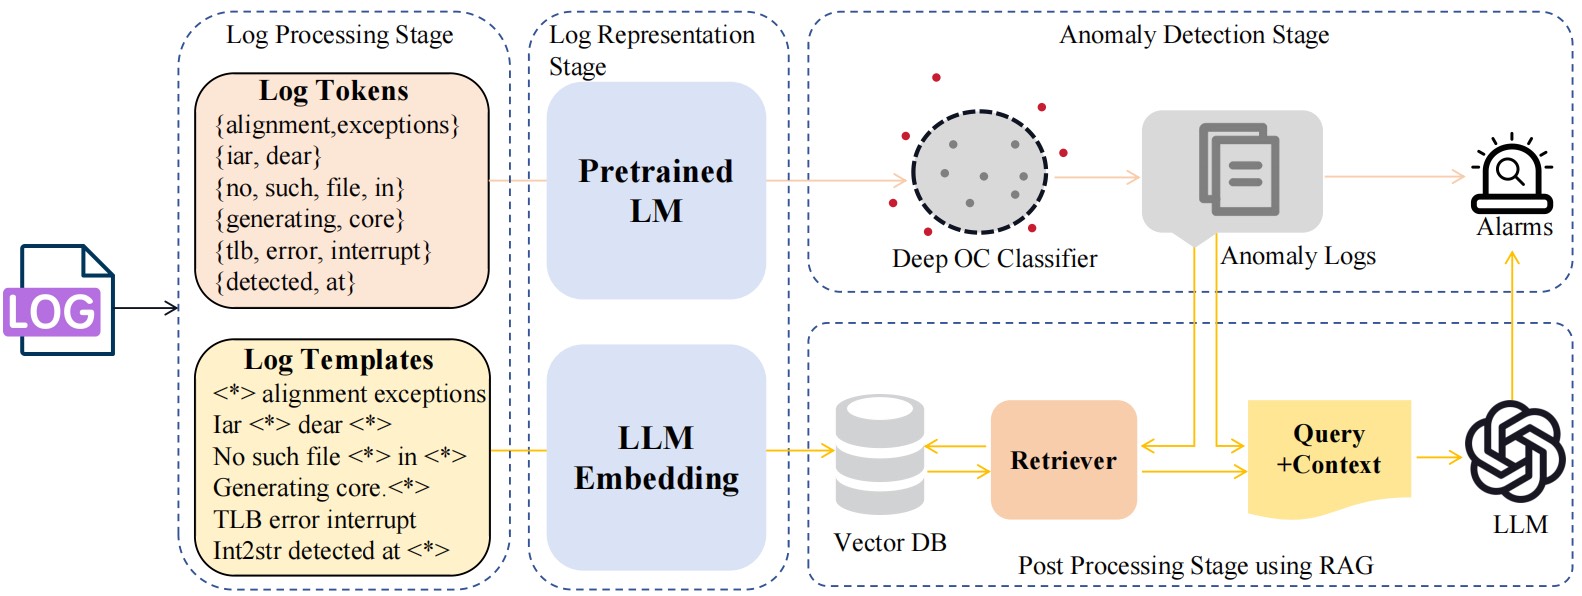 LOG
Log Processing Stage
Log Tokens
{alignment,exceptions}
{iar, dear}
{no, such, file, in}
{generating, core}
{tlb, error, interrupt}
{detected, at}
Log Templates
<*> alignment exceptions
Iar <*> dear <*>
No such file <*> in <*>
Generating core.<*>
TLB error interrupt
Int2str detected at <*>
Log Representation
Stage
Pretrained
LM
LLM
Embedding
Anomaly Detection Stage
Deep OC Classifier
Anomaly Logs
Alarms
Vector DB
Retriever
Query
+Context
LLM
Post Processing Stage using RAG